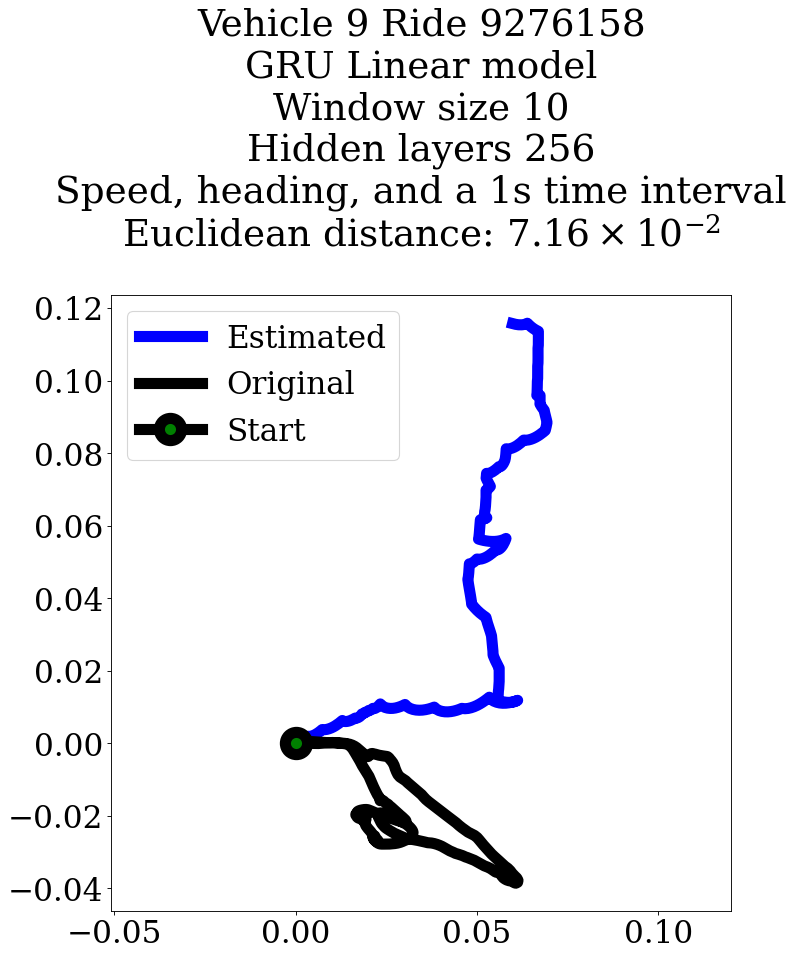 Vehicle 9 Ride 9276158
GRU Linear model
Window size 10
Hidden layers 256
Speed, heading, and a 1s time interval
Euclidean distance: 7.16 × 10⁻²
0.12
0.10
0.08
0.06
0.04
0.02
0.00
−0.02
−0.04
Estimated
Original
Start
−0.05
0.00
0.05
0.10